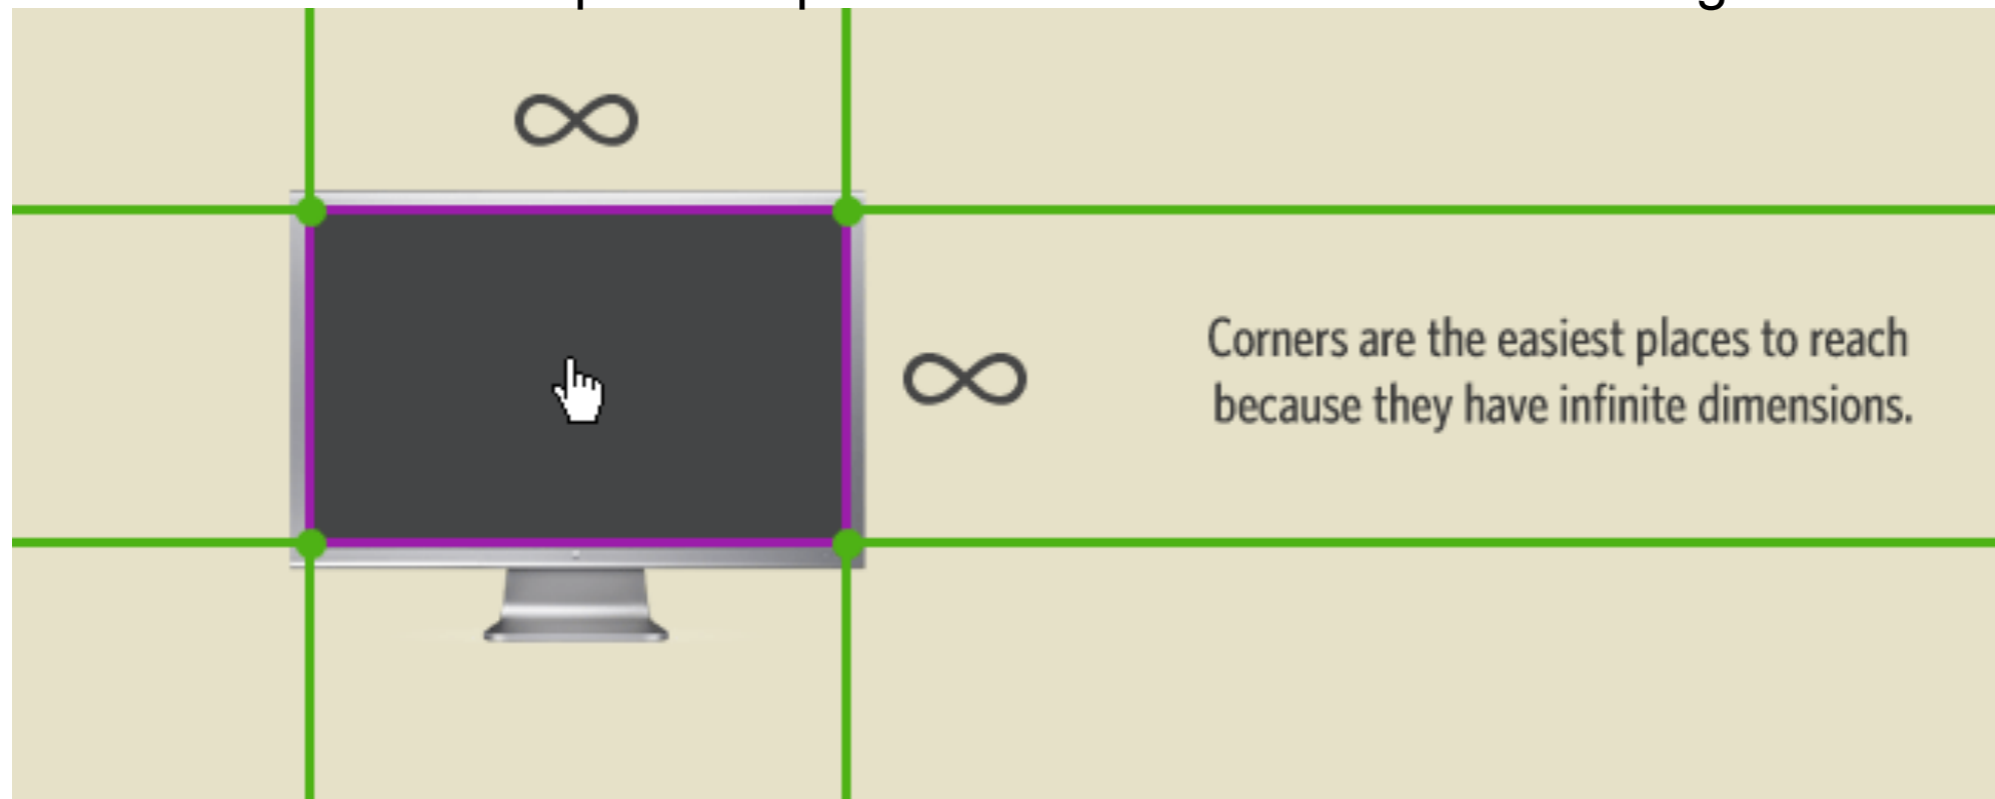 ∞
∞
Corners are the easiest places to reach
because they have infinite dimensions.